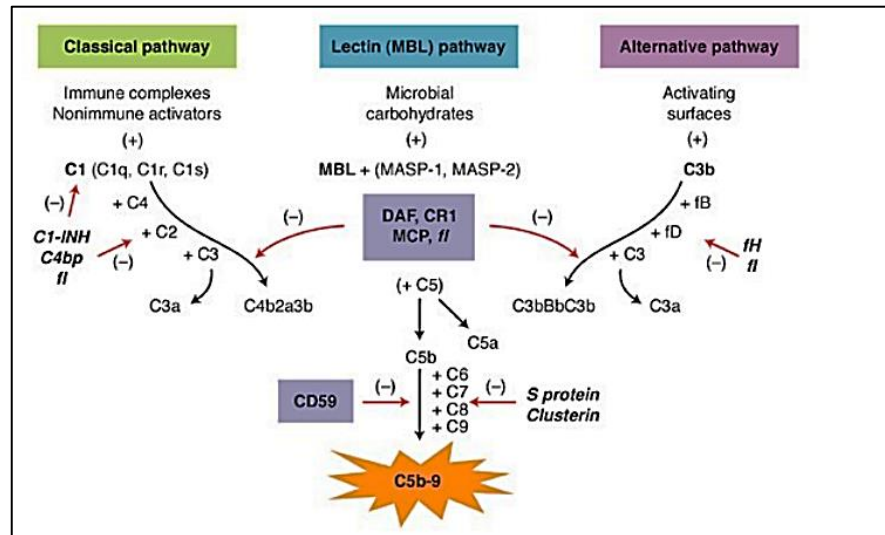 Classical pathway
Lectin (MBL) pathway
Alternative pathway
Immune complexes
Nonimmune activators
(+)
C1 (C1q, C1r, C1s)
(–)
+ C4
+ C2
+ C3
C1-INH
C4bp
fI
(–)
C3a
C4b2a3b
Microbial
carbohydrates
(+)
MBL + (MASP-1, MASP-2)
(–)
DAF, CR1
MCP, fI
(–)
(+ C5)
C5a
C5b
+ C6
+ C7
+ C8
+ C9
CD59
(–)
(–)
S protein
Clusterin
C5b-9
Activating
surfaces
(+)
C3b
+ fB
+ fD
+ C3
fH
fI
(–)
C3bBbC3b
C3a